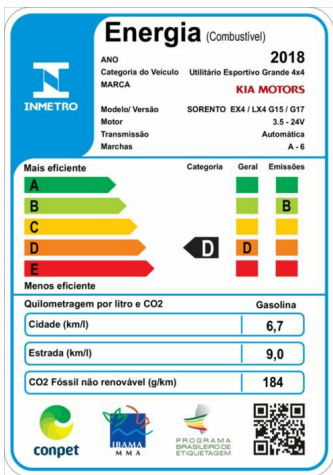 Energia (Combustível)
INMETRO
ANO 2018
Categoria do Veículo Utilitário Esportivo Grande 4x4
MARCA KIA MOTORS
Modelo/ Versão SORENTO EX4 / LX4 G15 / G17
Motor 3.5 - 24V
Transmissão Automática
Marchas A - 6
Mais eficiente Categoria Geral Emissões
A
B B
C
D D D
E
Menos eficiente
Quilometragem por litro e CO2 Gasolina
Cidade (km/l) 6,7
Estrada (km/l) 9,0
CO2 Fóssil não renovável (g/km) 184
conpet
IBAMA
M M A
PROGRAMA
BRASILEIRO DE
ETIQUETAGEM